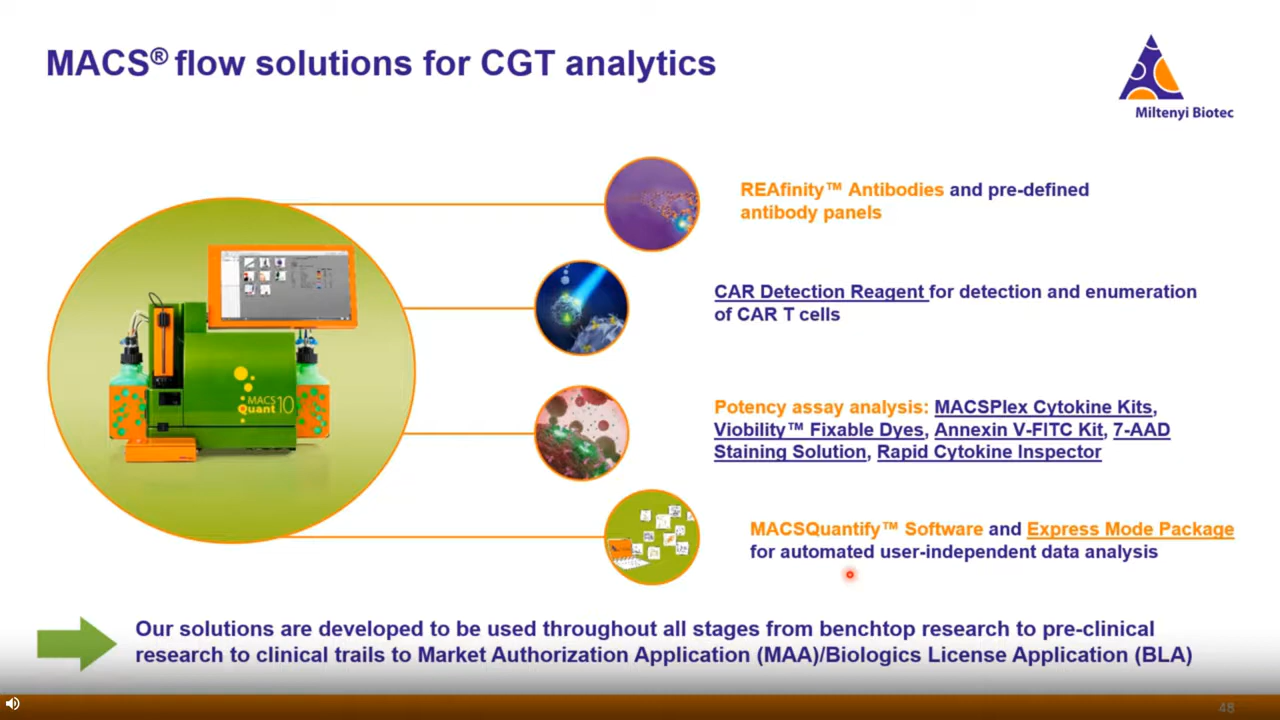 MACS® flow solutions for CGT analytics
Miltenyi Biotec
REAfinity™ Antibodies and pre-defined
antibody panels
CAR Detection Reagent for detection and enumeration
of CAR T cells
MACS
Quant10
Potency assay analysis: MACSPlex Cytokine Kits,
Viobility™ Fixable Dyes, Annexin V-FITC Kit, 7-AAD
Staining Solution, Rapid Cytokine Inspector
MACSQuantify™ Software and Express Mode Package
for automated user-independent data analysis
Our solutions are developed to be used throughout all stages from benchtop research to pre-clinical
research to clinical trails to Market Authorization Application (MAA)/Biologics License Application (BLA)
48